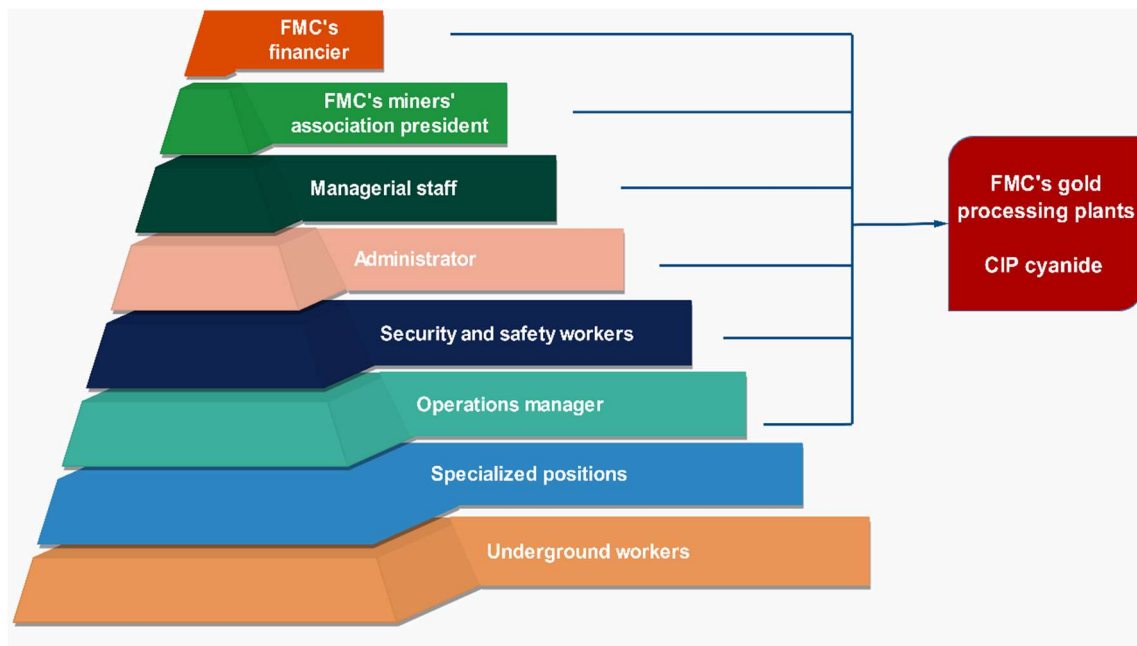 FMC's
financier
FMC's miners'
association president
Managerial staff
Administrator
Security and safety workers
Operations manager
Specialized positions
Underground workers
FMC's gold
processing plants
CIP cyanide